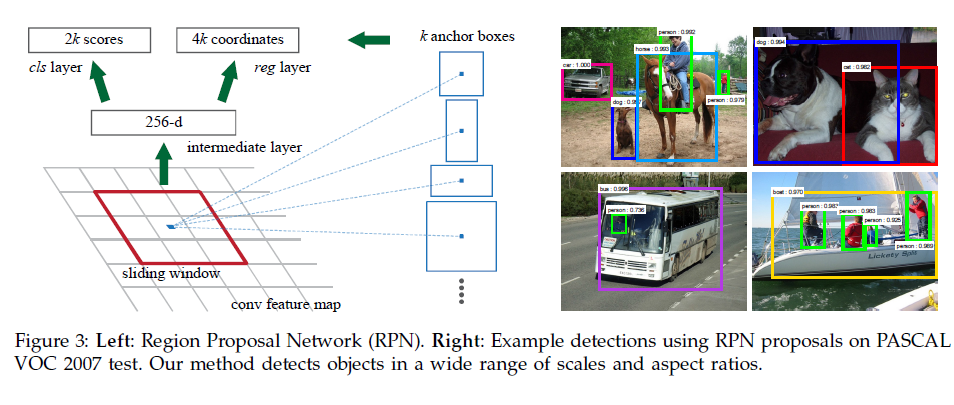 2k scores
4k coordinates
k anchor boxes
cls layer
reg layer
256-d
intermediate layer
sliding window
conv feature map
person : 0.992
horse : 0.993
car : 1.000
dog : 0.997
person : 0.979
dog : 0.994
cat : 0.982
bus : 0.996
person : 0.736
boat : 0.970
person : 0.983
person : 0.925
person : 0.989
Lickety Split
Figure 3: Left: Region Proposal Network (RPN). Right: Example detections using RPN proposals on PASCAL
VOC 2007 test. Our method detects objects in a wide range of scales and aspect ratios.